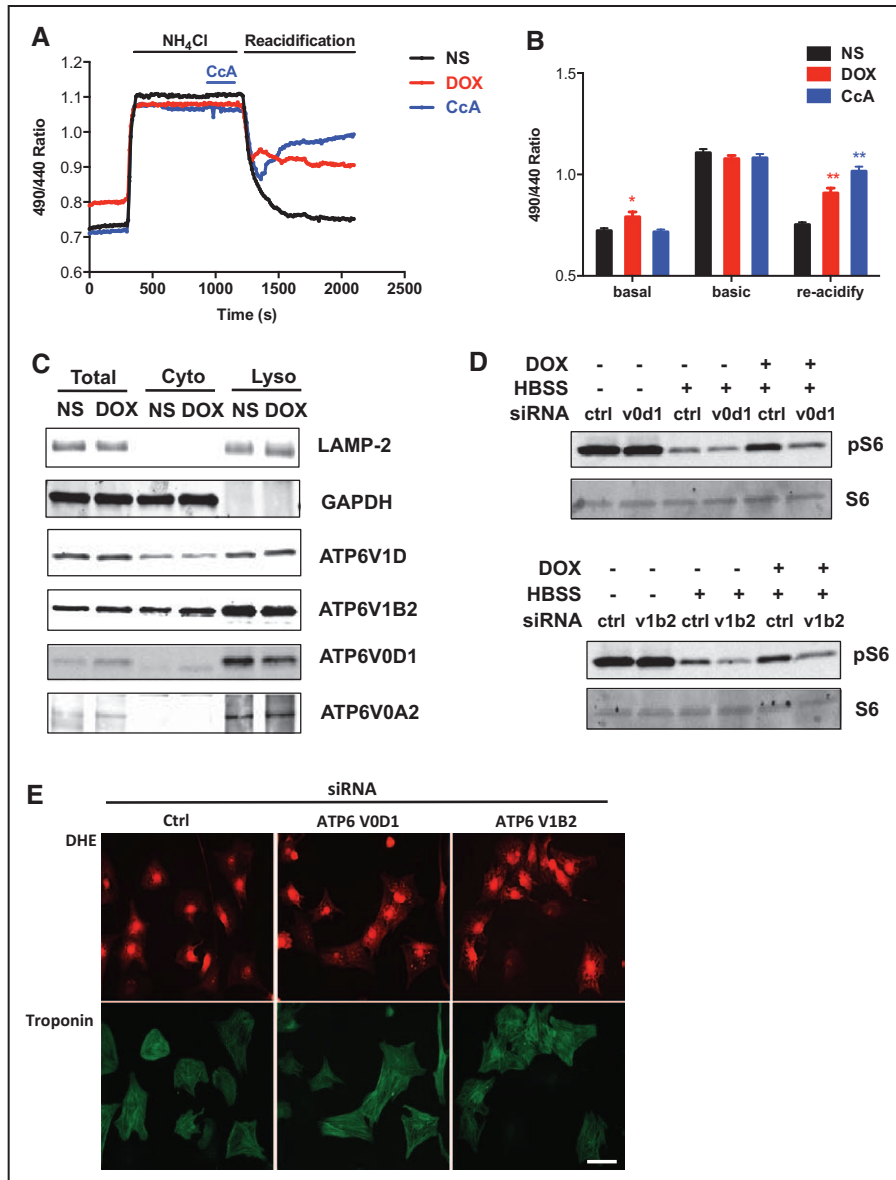 A
NH₄Cl
Reacidification
CcA
NS
DOX
CcA
490/440 Ratio
1.2
1.1
1.0
0.9
0.8
0.7
0.6
0
500
1000
1500
2000
2500
Time (s)
B
NS
DOX
CcA
490/440 Ratio
1.5
1.0
0.5
*
**
**
basal
basic
re-acidify
C
Total Cyto Lyso
NS DOX NS DOX NS DOX
LAMP-2
GAPDH
ATP6V1D
ATP6V1B2
ATP6V0D1
ATP6V0A2
D
DOX - - - - + +
HBSS - - + + + +
siRNA ctrl v0d1 ctrl v0d1 ctrl v0d1
pS6
S6
DOX - - - - + +
HBSS - - + + + +
siRNA ctrl v1b2 ctrl v1b2 ctrl v1b2
pS6
S6
E
siRNA
Ctrl ATP6 V0D1 ATP6 V1B2
DHE
Troponin